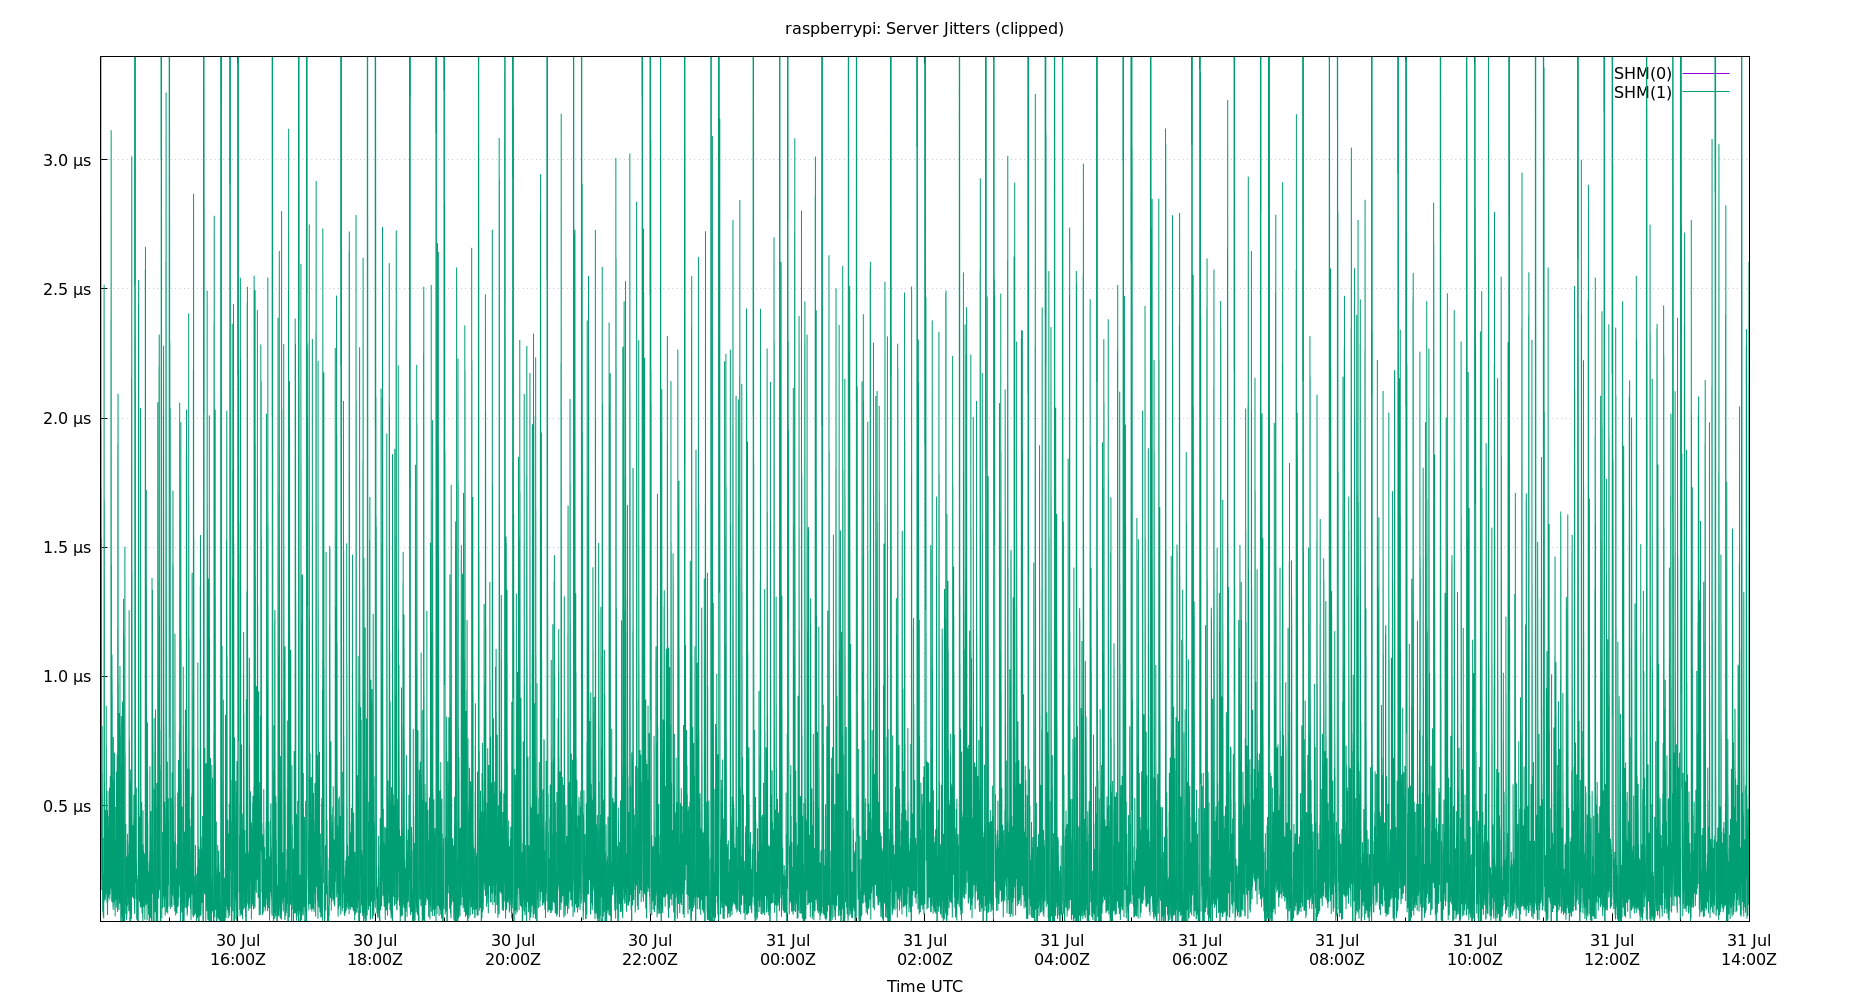 raspberrypi: Server Jitters (clipped)
SHM(0)
SHM(1)
3.0 µs
2.5 µs
2.0 µs
1.5 µs
1.0 µs
0.5 µs
30 Jul 30 Jul 30 Jul 30 Jul 31 Jul 31 Jul 31 Jul 31 Jul 31 Jul 31 Jul 31 Jul 31 Jul
16:00Z 18:00Z 20:00Z 22:00Z 00:00Z 02:00Z 04:00Z 06:00Z 08:00Z 10:00Z 12:00Z 14:00Z
Time UTC